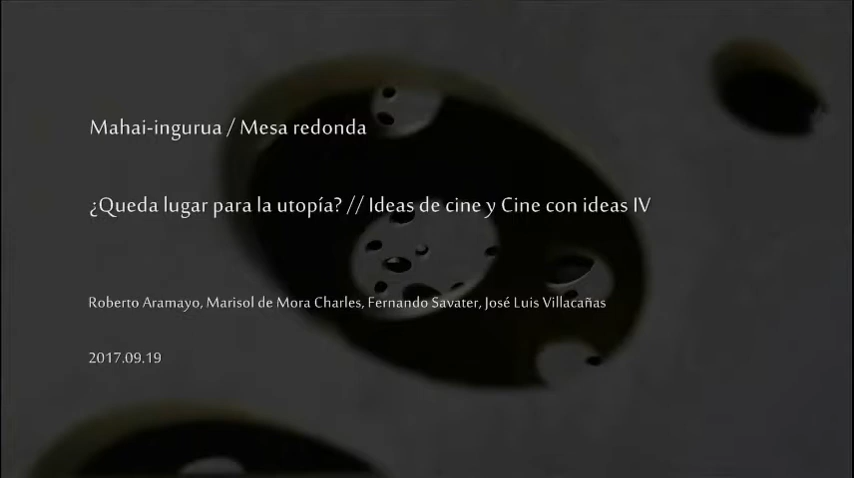 Mahai-ingurua / Mesa redonda
¿Queda lugar para la utopía? // Ideas de cine y Cine con ideas IV
Roberto Aramayo, Marisol de Mora Charles, Fernando Savater, José Luis Villacañas
2017.09.19